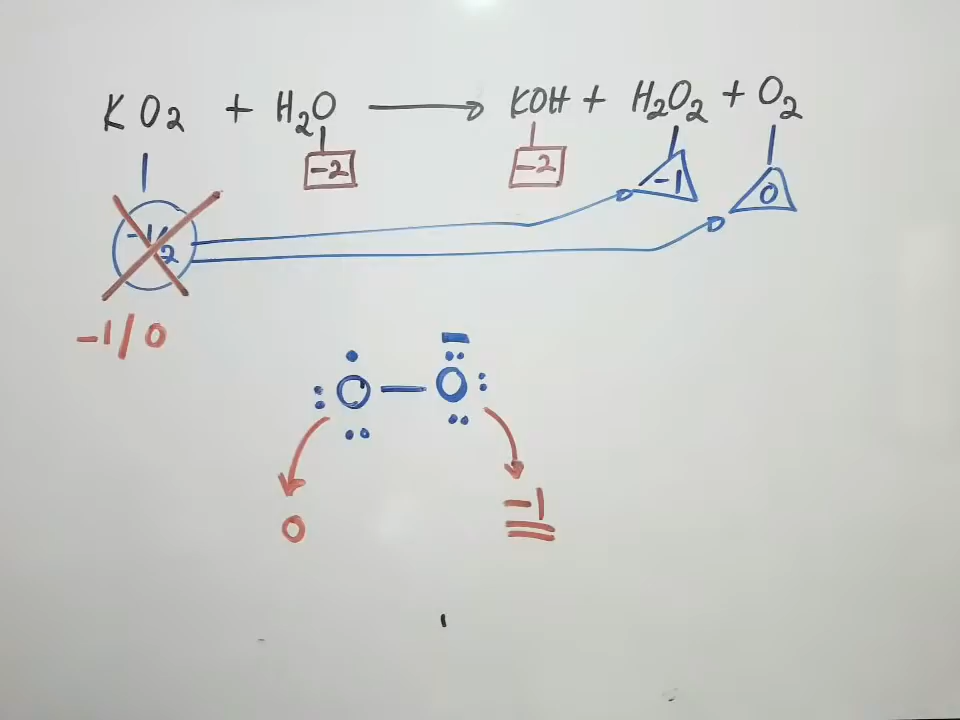 KO2 + H2O → KOH + H2O2 + O2
-2 -2 -1 0
-1/2
-1/0
:O — O:
0 -1